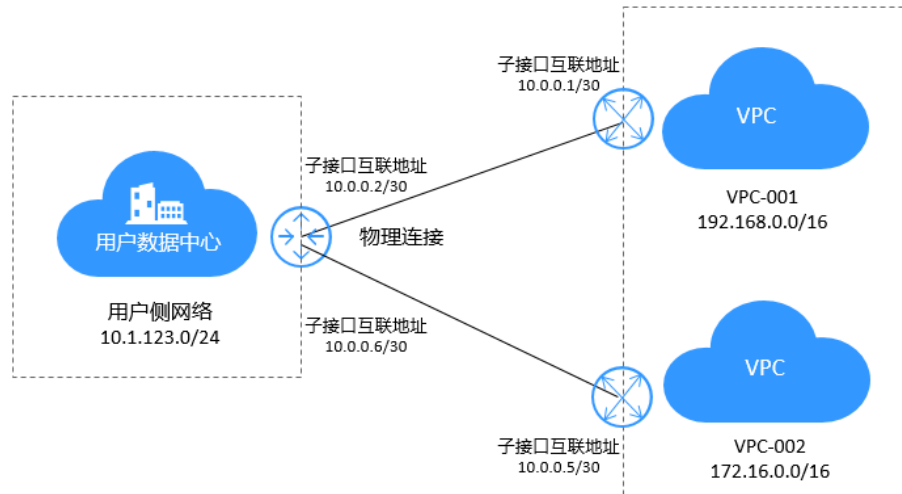 子接口互联地址
10.0.0.1/30
VPC
VPC-001
192.168.0.0/16
子接口互联地址
10.0.0.2/30
物理连接
用户数据中心
用户侧网络
10.1.123.0/24
子接口互联地址
10.0.0.6/30
VPC
子接口互联地址
10.0.0.5/30
VPC-002
172.16.0.0/16